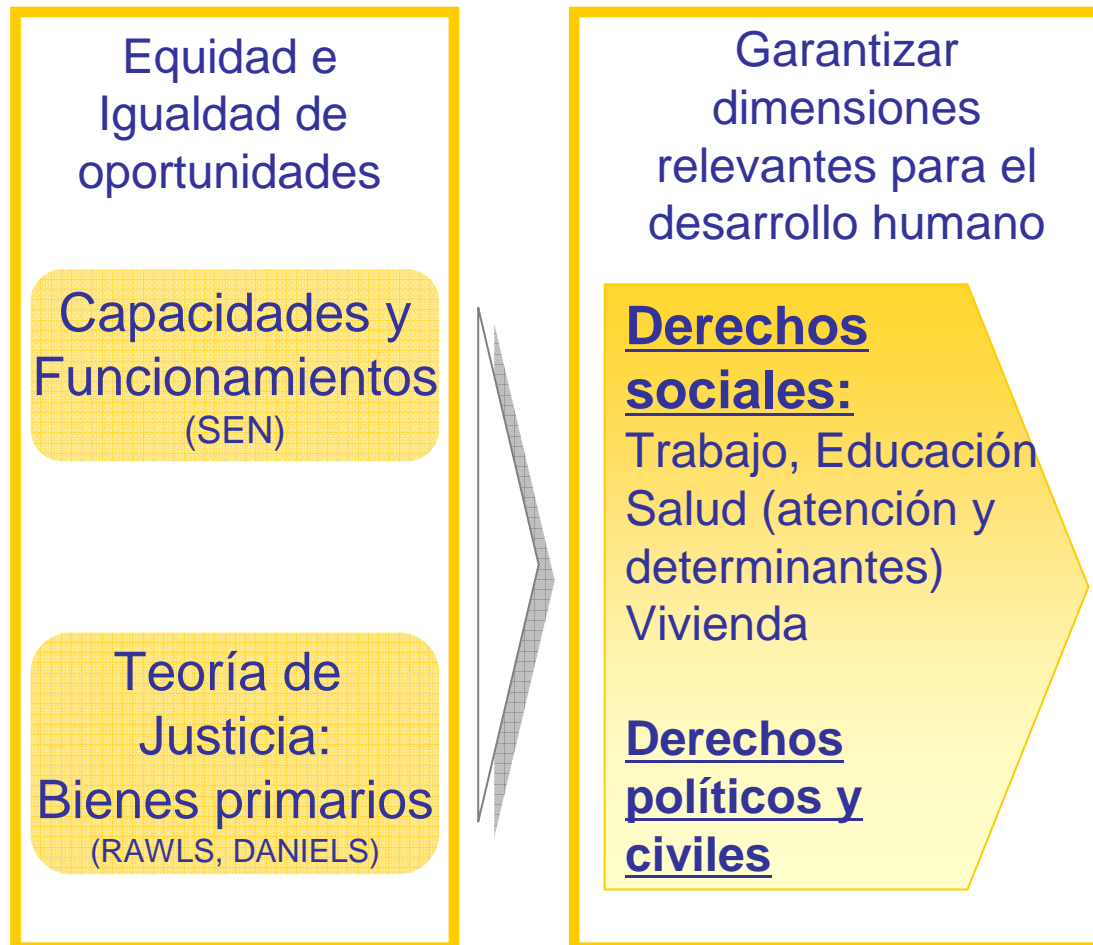 Equidad e
Igualdad de
oportunidades
Capacidades y
Funcionamientos
(SEN)
Teoría de
Justicia:
Bienes primarios
(RAWLS, DANIELS)
Garantizar
dimensiones
relevantes para el
desarrollo humano
Derechos
sociales:
Trabajo, Educación
Salud (atención y
determinantes)
Vivienda
Derechos
políticos y
civiles